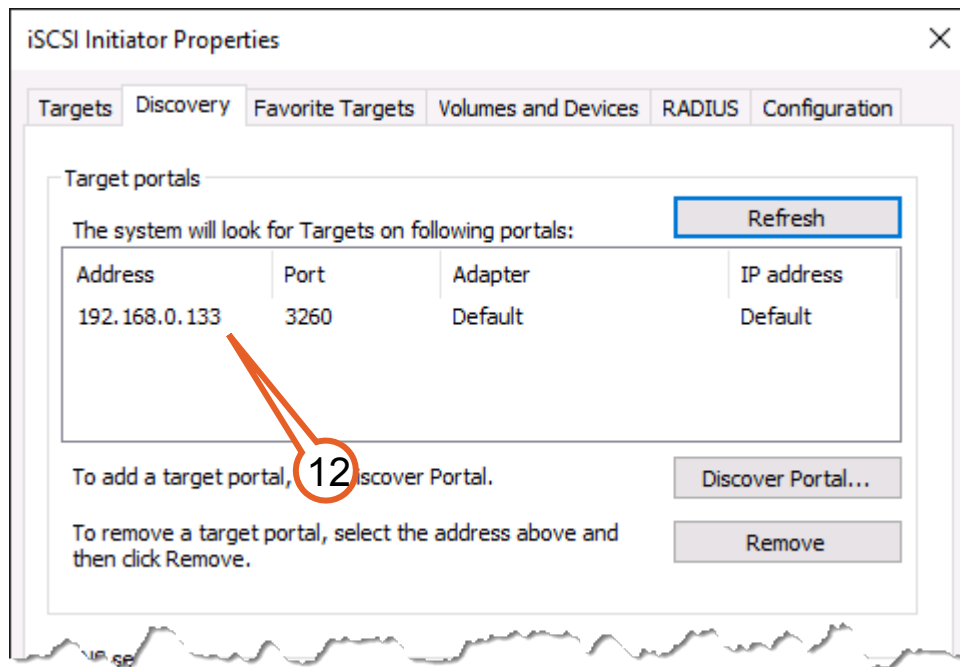 iSCSI Initiator Properties
Targets Discovery Favorite Targets Volumes and Devices RADIUS Configuration
Target portals
The system will look for Targets on following portals:
Refresh
Address Port Adapter IP address
192.168.0.133 3260 Default Default
To add a target portal, 12 iscover Portal.
Discover Portal...
To remove a target portal, select the address above and
then click Remove.
Remove